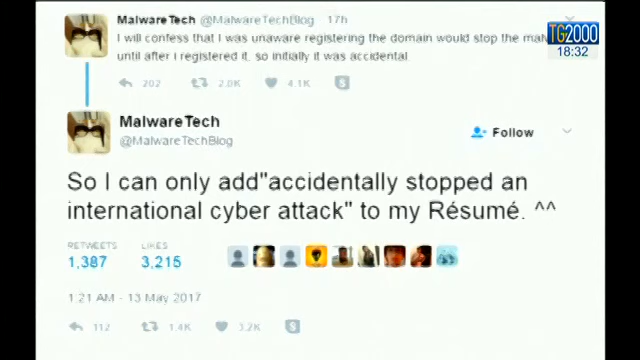 MalwareTech @MalwareTechBlog 17h
I will confess that I was unaware registering the domain would stop the
until after I registered it, so initially it was accidental.
202 2.0K 4.1K
TG2000
18:32
MalwareTech
@MalwareTechBlog
Follow
So I can only add"accidentally stopped an
international cyber attack" to my Résumé. ^^
RETWEETS LIKES
1,387 3,215
1:21 AM - 13 May 2017
112 1.4K 3.2K